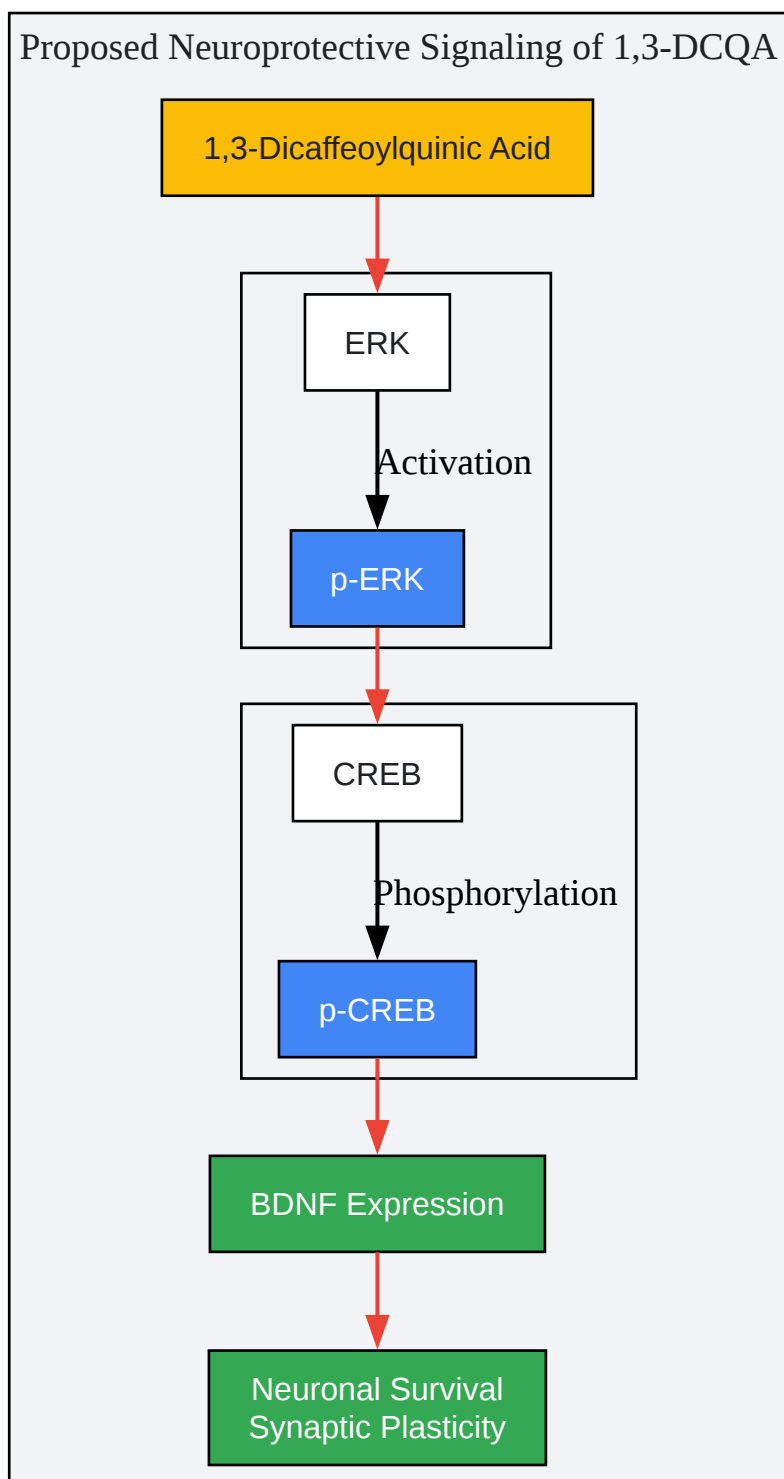 Proposed Neuroprotective Signaling of 1,3-DCQA
1,3-Dicaffeoylquinic Acid
ERK
Activation
p-ERK
CREB
Phosphorylation
p-CREB
BDNF Expression
Neuronal Survival
Synaptic Plasticity